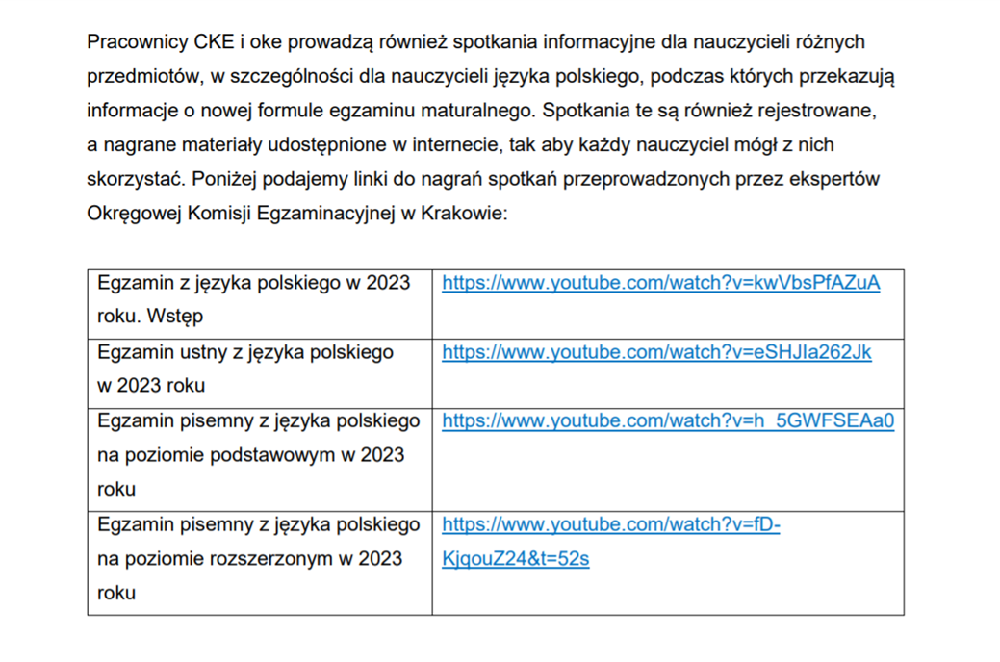 Pracownicy CKE i oke prowadzą również spotkania informacyjne dla nauczycieli różnych
przedmiotów, w szczególności dla nauczycieli języka polskiego, podczas których przekazują
informacje o nowej formule egzaminu maturalnego. Spotkania te są również rejestrowane,
a nagrane materiały udostępnione w internecie, tak aby każdy nauczyciel mógł z nich
skorzystać. Poniżej podajemy linki do nagrań spotkań przeprowadzonych przez ekspertów
Okręgowej Komisji Egzaminacyjnej w Krakowie:
Egzamin z języka polskiego w 2023
roku. Wstęp
https://www.youtube.com/watch?v=kwVbsPfAZuA
Egzamin ustny z języka polskiego
w 2023 roku
https://www.youtube.com/watch?v=eSHJIa262Jk
Egzamin pisemny z języka polskiego
na poziomie podstawowym w 2023
roku
https://www.youtube.com/watch?v=h_5GWFSEAa0
Egzamin pisemny z języka polskiego
na poziomie rozszerzonym w 2023
roku
https://www.youtube.com/watch?v=fD-
KjqouZ24&t=52s